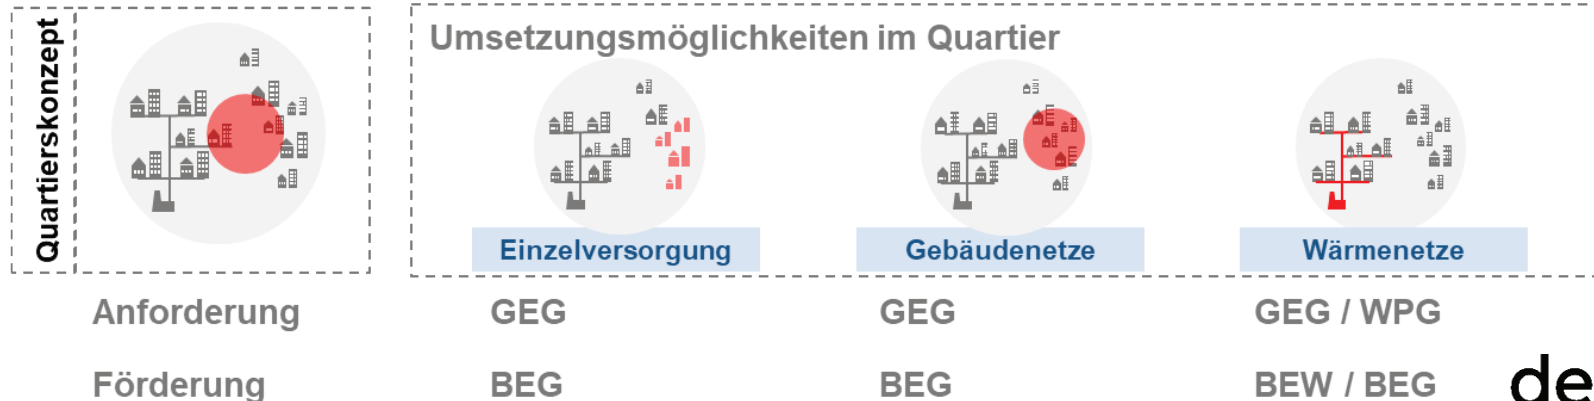 Quartierskonzept
Umsetzungsmöglichkeiten im Quartier
Einzelversorgung Gebäudenetze Wärmenetze
Anforderung GEG GEG GEG / WPG
Förderung BEG BEG BEW / BEG
de